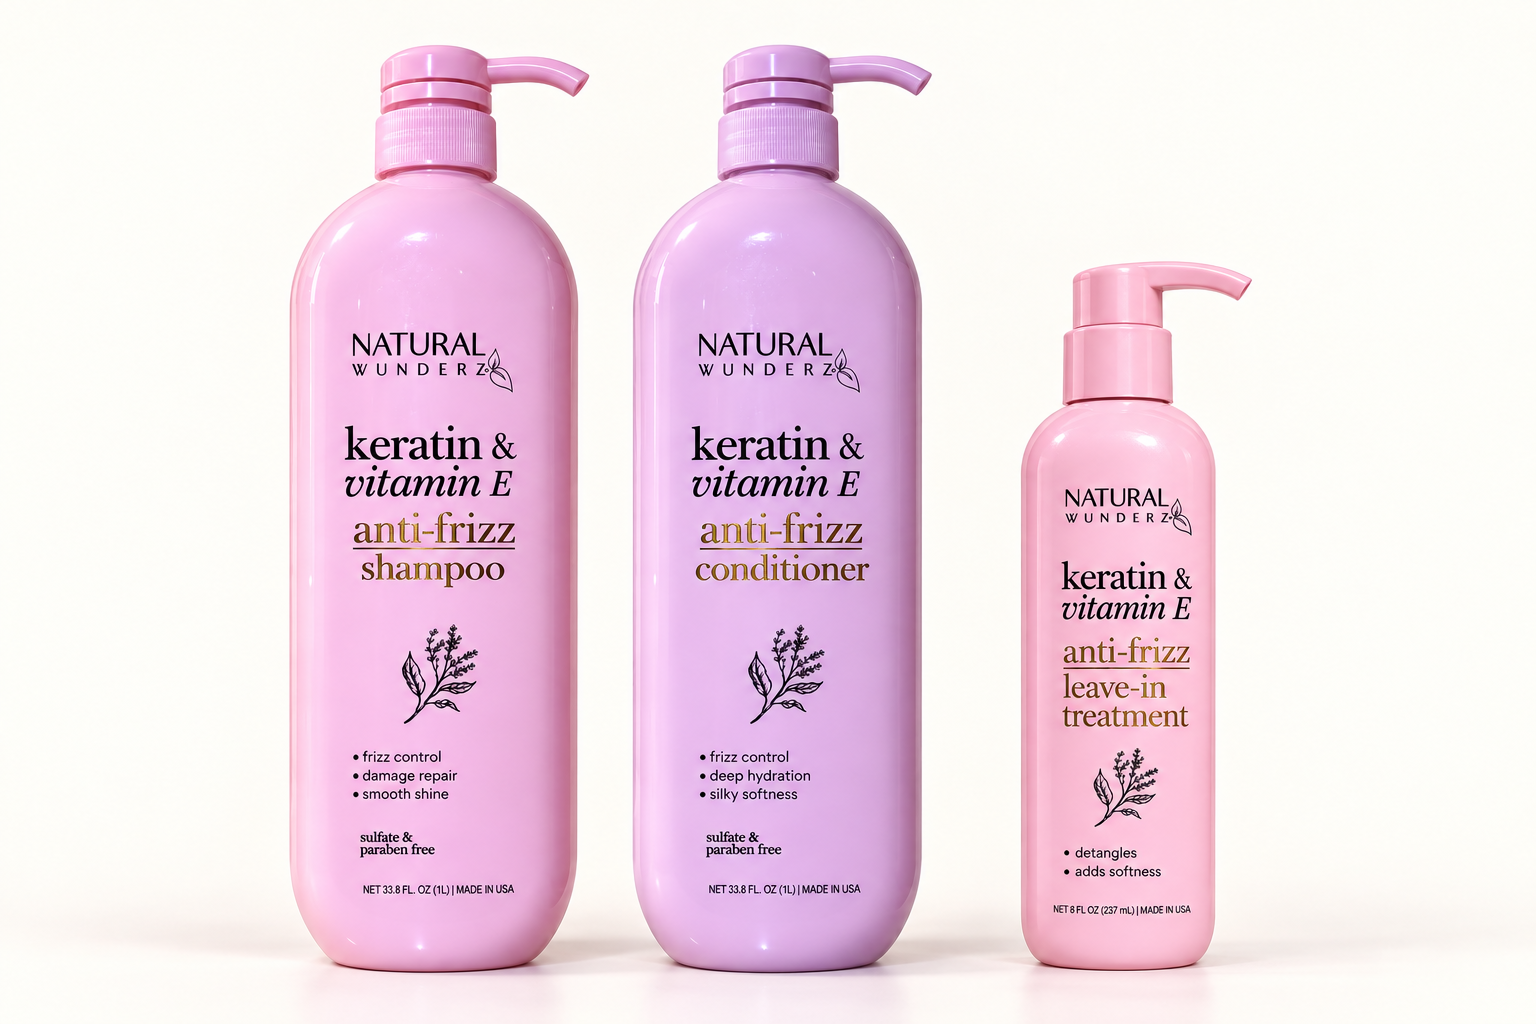 NATURAL
WUNDERZ
keratin &
vitamin E
anti-frizz
shampoo
• frizz control
• damage repair
• smooth shine
sulfate &
paraben free
NET 33.8 FL. OZ (1L) | MADE IN USA
NATURAL
WUNDERZ
keratin &
vitamin E
anti-frizz
conditioner
• frizz control
• deep hydration
• silky softness
sulfate &
paraben free
NET 33.8 FL. OZ (1L) | MADE IN USA
NATURAL
WUNDERZ
keratin &
vitamin E
anti-frizz
leave-in
treatment
• detangles
• adds softness
NET 8 FL OZ (237 mL) | MADE IN USA